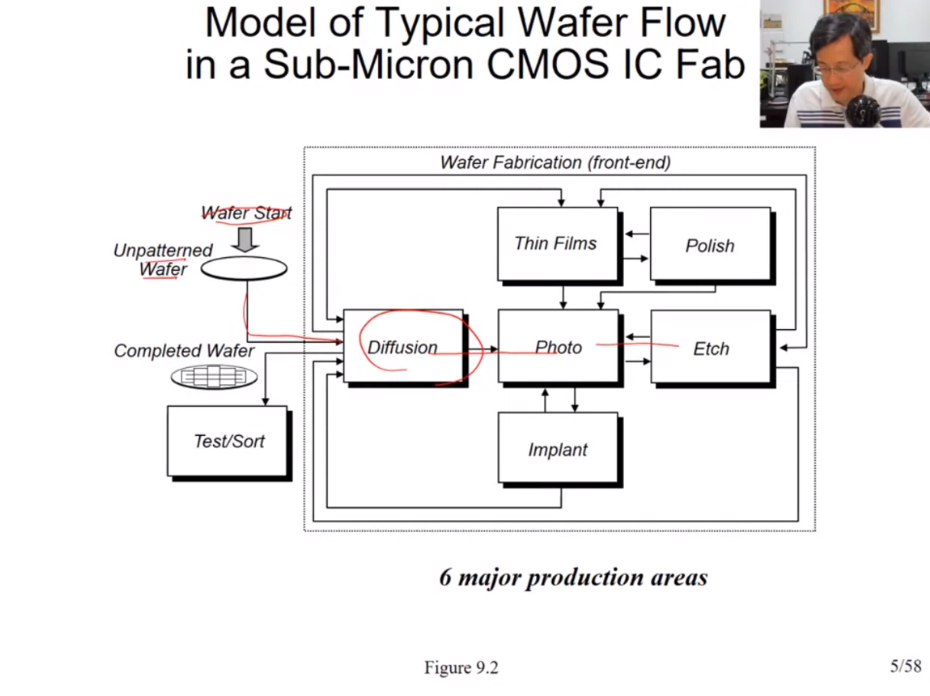 Model of Typical Wafer Flow
in a Sub-Micron CMOS IC Fab
Wafer Fabrication (front-end)
Wafer Start
Unpatterned
Wafer
Thin Films
Polish
Completed Wafer
Diffusion
Photo
Etch
Test/Sort
Implant
6 major production areas
Figure 9.2
5/58